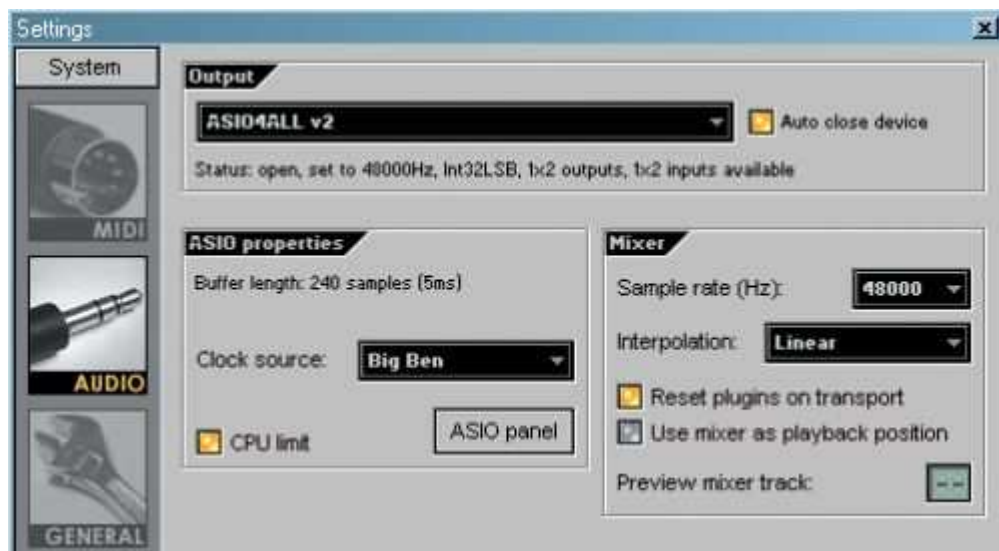 Settings
System
MIDI
AUDIO
GENERAL
Output
ASIO4ALL v2
Auto close device
Status: open, set to 48000Hz, Int32LSB, 1x2 outputs, 1x2 inputs available
ASIO properties
Buffer length: 240 samples (5ms)
Clock source: Big Ben
CPU limit
ASIO panel
Mixer
Sample rate (Hz): 48000
Interpolation: Linear
Reset plugins on transport
Use mixer as playback position
Preview mixer track: --